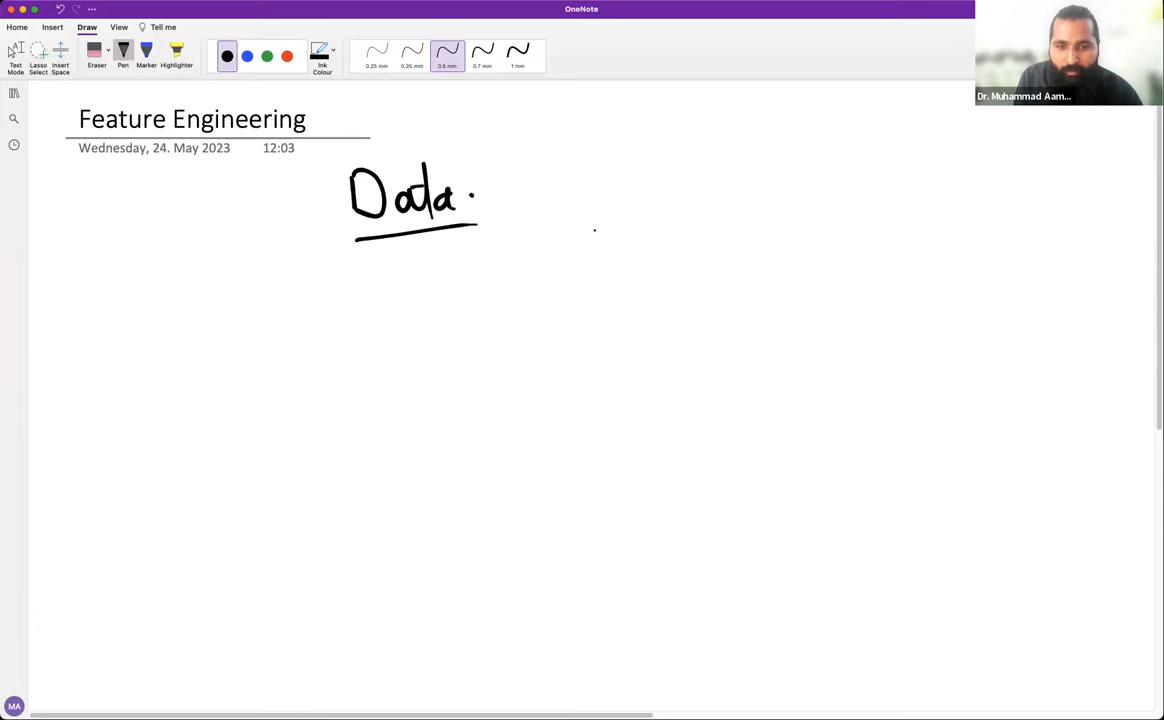 OneNote
Home Insert Draw View Tell me
Text Mode Lasso Select Insert Space Eraser Pen Marker Highlighter Ink Colour 0.25 mm 0.35 mm 0.5 mm 0.7 mm 1 mm
Dr. Muhammad Aam...
Feature Engineering
Wednesday, 24. May 2023 12:03
Data.
MA